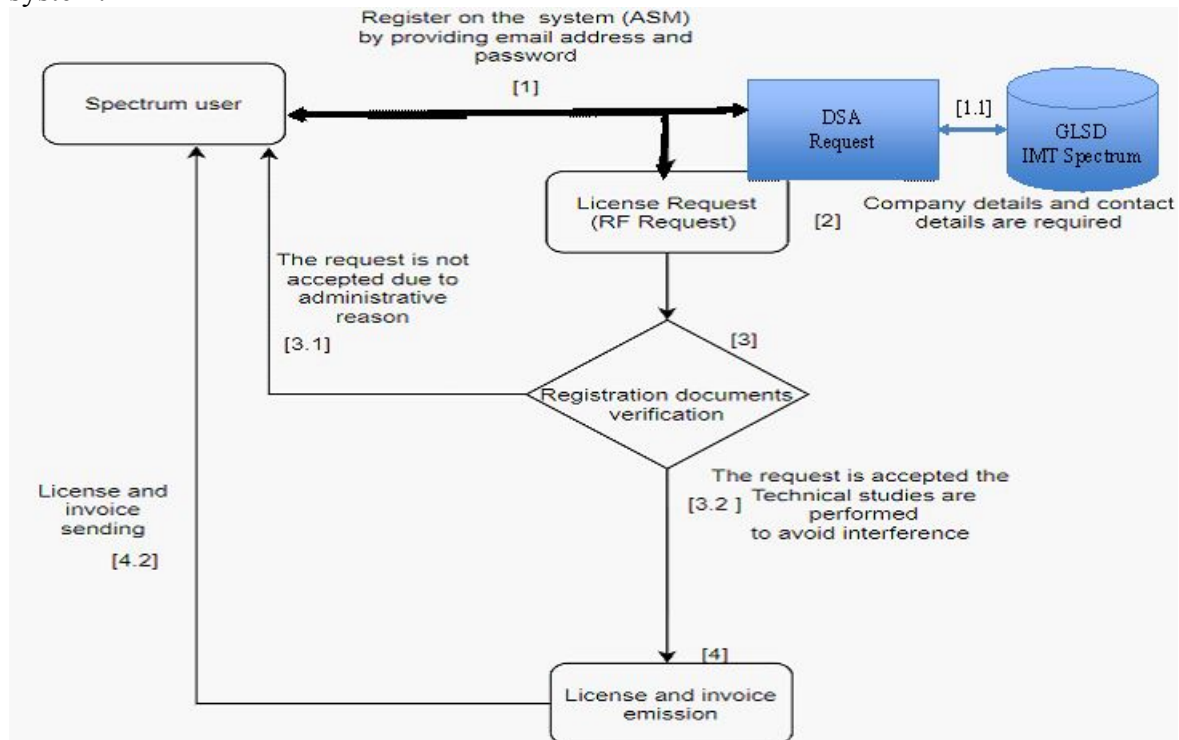 Register on the system (ASM)
by providing email address and
password
[1]
Spectrum user
DSA
Request
[1.1]
GLSD
IMT Spectrum
License Request
(RF Request)
[2]
Company details and contact
details are required
The request is not
accepted due to
administrative
reason
[3.1]
[3]
Registration documents
verification
The request is accepted the
[3.2 ]
Technical studies are
performed
to avoid interference
License and
invoice
sending
[4.2]
[4]
License and invoice
emission